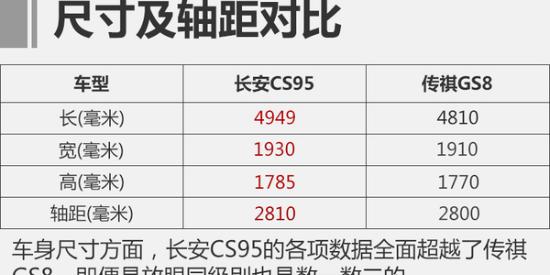 尺寸及轴距对比
车型 长安CS95 传祺GS8
长(毫米) 4949 4810
宽(毫米) 1930 1910
高(毫米) 1785 1770
轴距(毫米) 2810 2800
车身尺寸方面，长安CS95的各项数据全面超越了传祺
GS8，即便是放眼同级别也是数一数二的